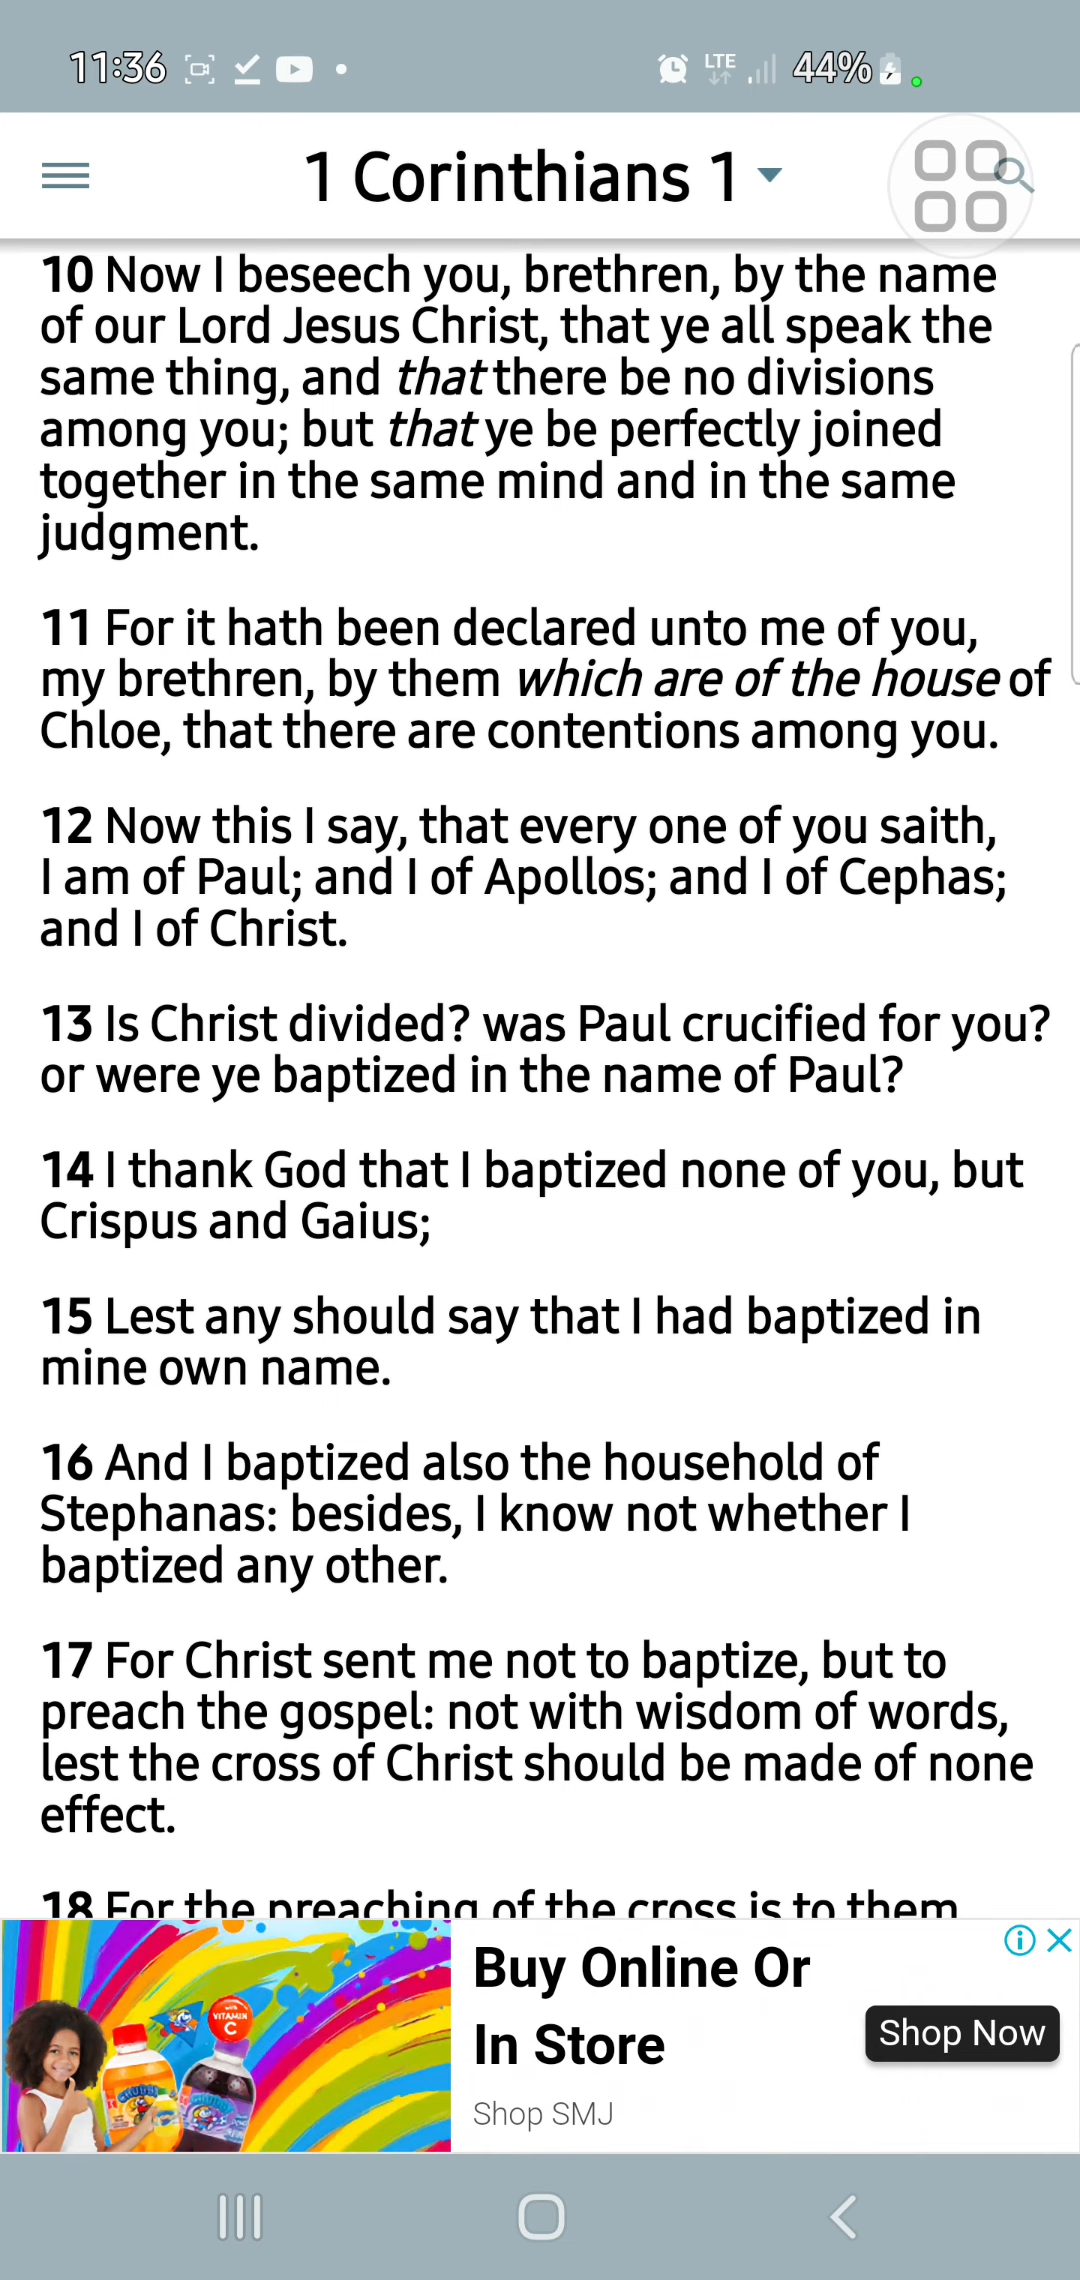 11:36
LTE
44%
1 Corinthians 1
10 Now I beseech you, brethren, by the name
of our Lord Jesus Christ, that ye all speak the
same thing, and that there be no divisions
among you; but that ye be perfectly joined
together in the same mind and in the same
judgment.
11 For it hath been declared unto me of you,
my brethren, by them which are of the house of
Chloe, that there are contentions among you.
12 Now this I say, that every one of you saith,
I am of Paul; and I of Apollos; and I of Cephas;
and I of Christ.
13 Is Christ divided? was Paul crucified for you?
or were ye baptized in the name of Paul?
14 I thank God that I baptized none of you, but
Crispus and Gaius;
15 Lest any should say that I had baptized in
mine own name.
16 And I baptized also the household of
Stephanas: besides, I know not whether I
baptized any other.
17 For Christ sent me not to baptize, but to
preach the gospel: not with wisdom of words,
lest the cross of Christ should be made of none
effect.
18 For the preaching of the cross is to them
with
VITAMIN
C
CHUBBY
CHUBBY
Buy Online Or
In Store
Shop SMJ
Shop Now